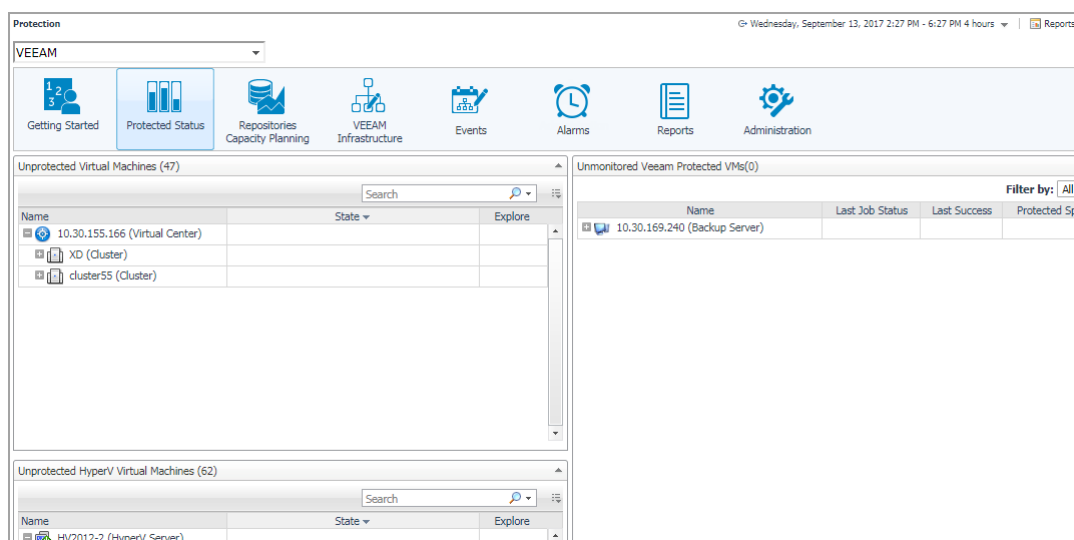 Protection
Wednesday, September 13, 2017 2:27 PM - 6:27 PM 4 hours
Reports
VEEAM
1 2 3
Getting Started
Protected Status
Repositories
Capacity Planning
VEEAM
Infrastructure
Events
Alarms
Reports
Administration
Unprotected Virtual Machines (47)
Search
Name State Explore
10.30.155.166 (Virtual Center)
XD (Cluster)
cluster55 (Cluster)
Unmonitored Veeam Protected VMs(0)
Filter by: All
Name Last Job Status Last Success Protected Sp
10.30.169.240 (Backup Server)
Unprotected HyperV Virtual Machines (62)
Search
Name State Explore
HV2012-2 (HyperV Server)